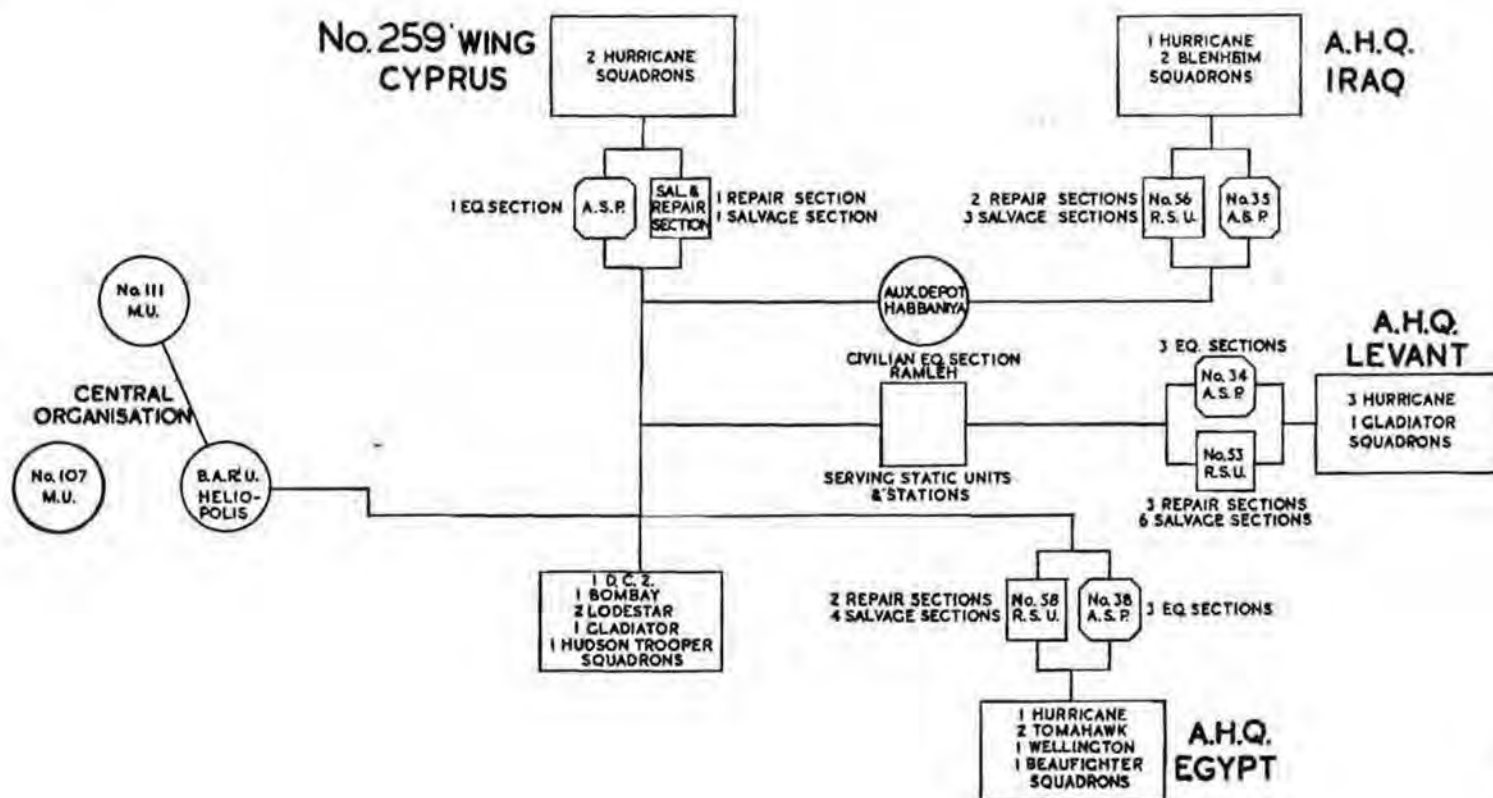 No. 259 WING
CYPRUS
2 HURRICANE
SQUADRONS
1 HURRICANE
2 BLENHEIM
SQUADRONS
A.H.Q.
IRAQ
1 EQ. SECTION
A.S.P.
SAL. &
REPAIR
SECTION
1 REPAIR SECTION
1 SALVAGE SECTION
2 REPAIR SECTIONS
3 SALVAGE SECTIONS
No. 56
R.S.U.
No. 35
A.S.P.
No. 111
M.U.
AUX. DEPOT
HABBANIYA
CENTRAL
ORGANISATION
No. 107
M.U.
B.A.R.U.
HELIO-
POLIS
CIVILIAN EQ. SECTION
RAMLEH
SERVING STATIC UNITS
& STATIONS
3 EQ. SECTIONS
No. 34
A.S.P.
No. 53
R.S.U.
3 REPAIR SECTIONS
6 SALVAGE SECTIONS
A.H.Q.
LEVANT
3 HURRICANE
1 GLADIATOR
SQUADRONS
1 D.C. 2.
1 BOMBAY
2 LODESTAR
1 GLADIATOR
1 HUDSON TROOPER
SQUADRONS
2 REPAIR SECTIONS
4 SALVAGE SECTIONS
No. 58
R.S.U.
No. 38
A.S.P.
3 EQ. SECTIONS
1 HURRICANE
2 TOMAHAWK
1 WELLINGTON
1 BEAUFIGHTER
SQUADRONS
A.H.Q.
EGYPT